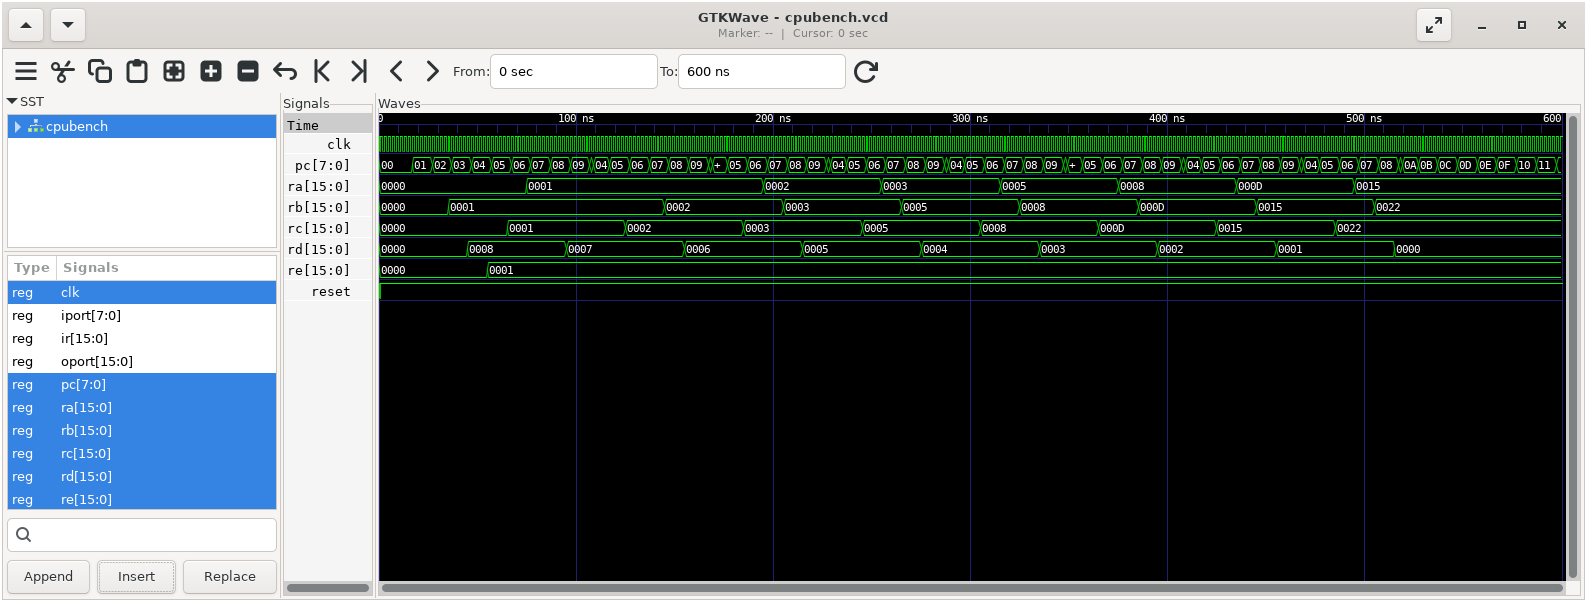 GTKWave - cpubench.vcd
Marker: -- | Cursor: 0 sec
From: 0 sec To: 600 ns
SST
cpubench
Type Signals
reg clk
reg iport[7:0]
reg ir[15:0]
reg oport[15:0]
reg pc[7:0]
reg ra[15:0]
reg rb[15:0]
reg rc[15:0]
reg rd[15:0]
reg re[15:0]
Append Insert Replace
Signals
Waves
Time 0 100 ns 200 ns 300 ns 400 ns 500 ns 600
clk
pc[7:0] 00 01 02 03 04 05 06 07 08 09 04 05 06 07 08 09 + 05 06 07 08 09 04 05 06 07 08 09 04 05 06 07 08 09 + 05 06 07 08 09 04 05 06 07 08 09 04 05 06 07 08 0A 0B 0C 0D 0E 0F 10 11
ra[15:0] 0000 0001 0002 0003 0005 0008 000D 0015
rb[15:0] 0000 0001 0002 0003 0005 0008 000D 0015 0022
rc[15:0] 0000 0001 0002 0003 0005 0008 000D 0015 0022
rd[15:0] 0000 0008 0007 0006 0005 0004 0003 0002 0001 0000
re[15:0] 0000 0001
reset